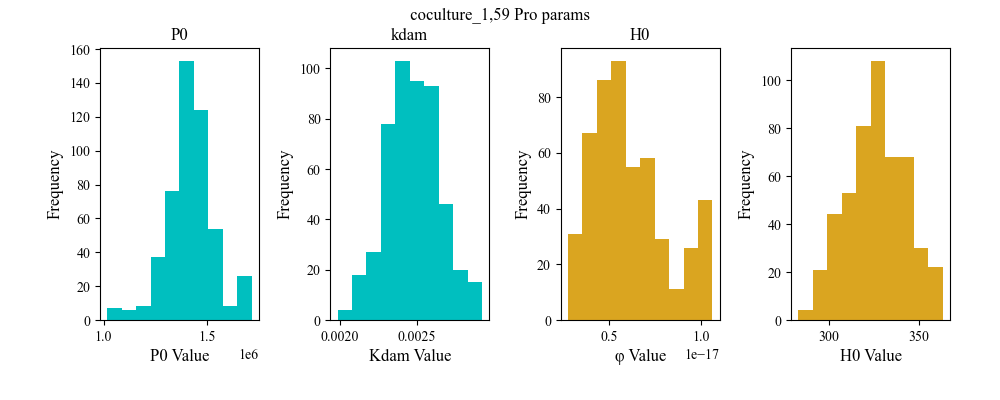 coculture_1,59 Pro params
P0
kdam
H0
160
140
120
100
80
60
40
20
0
Frequency
1.0
1.5
1e6
P0 Value
100
80
60
40
20
0
Frequency
0.0020
0.0025
Kdam Value
80
60
40
20
0
Frequency
0.5
1.0
1e−17
φ Value
100
80
60
40
20
0
Frequency
300
350
H0 Value